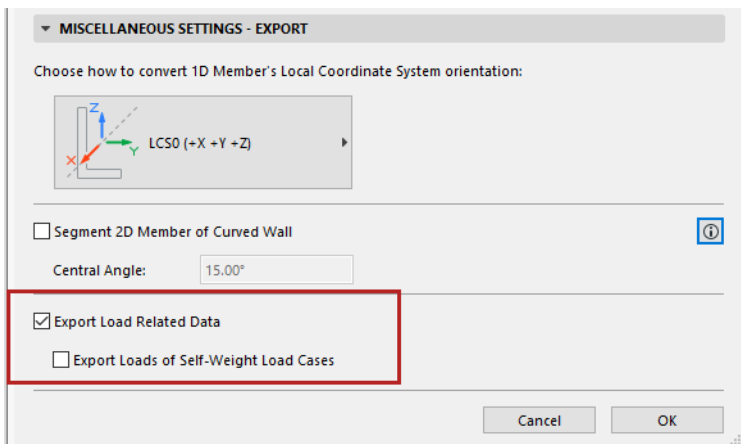 MISCELLANEOUS SETTINGS - EXPORT
Choose how to convert 1D Member's Local Coordinate System orientation:
Z
X
Y
LCS0 (+X +Y +Z)
Segment 2D Member of Curved Wall
Central Angle: 15.00°
Export Load Related Data
Export Loads of Self-Weight Load Cases
Cancel OK